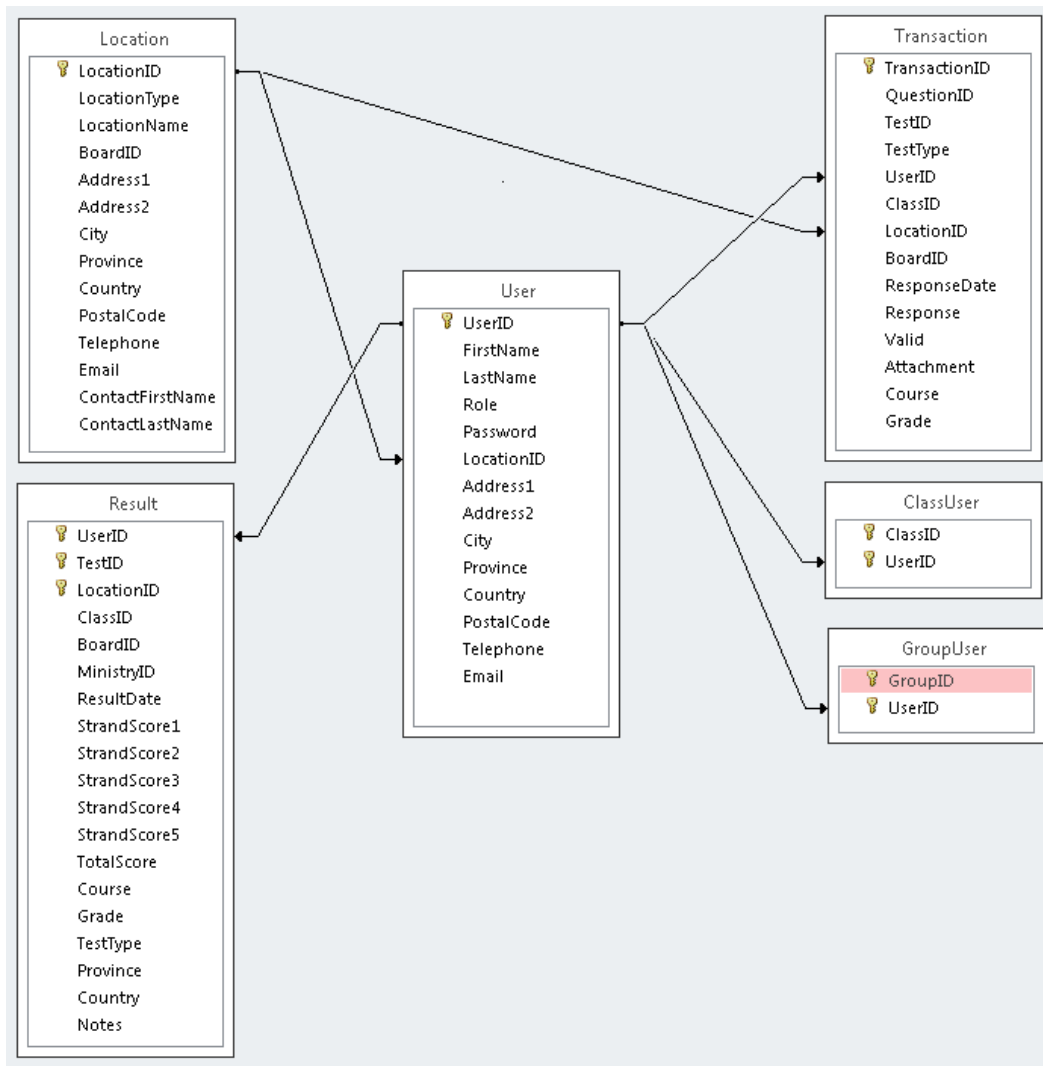 Location
LocationID
LocationType
LocationName
BoardID
Address1
Address2
City
Province
Country
PostalCode
Telephone
Email
ContactFirstName
ContactLastName
Result
UserID
TestID
LocationID
ClassID
BoardID
MinistryID
ResultDate
StrandScore1
StrandScore2
StrandScore3
StrandScore4
StrandScore5
TotalScore
Course
Grade
TestType
Province
Country
Notes
User
UserID
FirstName
LastName
Role
Password
LocationID
Address1
Address2
City
Province
Country
PostalCode
Telephone
Email
Transaction
TransactionID
QuestionID
TestID
TestType
UserID
ClassID
LocationID
BoardID
ResponseDate
Response
Valid
Attachment
Course
Grade
ClassUser
ClassID
UserID
GroupUser
GroupID
UserID